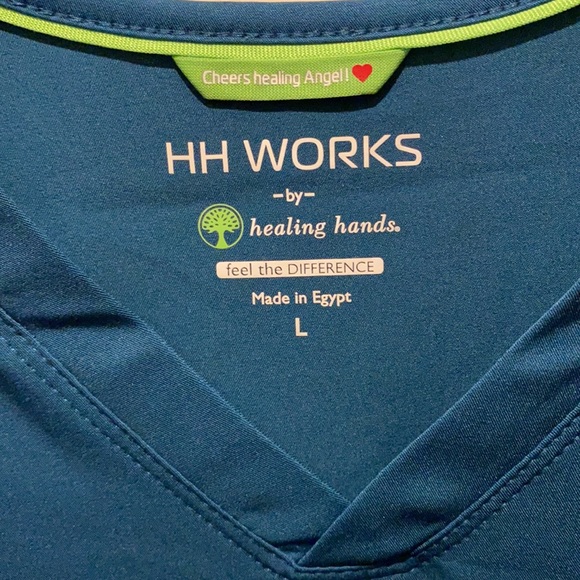 Cheers healing Angel! ❤
HH WORKS
-by-
healing hands®
feel the DIFFERENCE
Made in Egypt
L